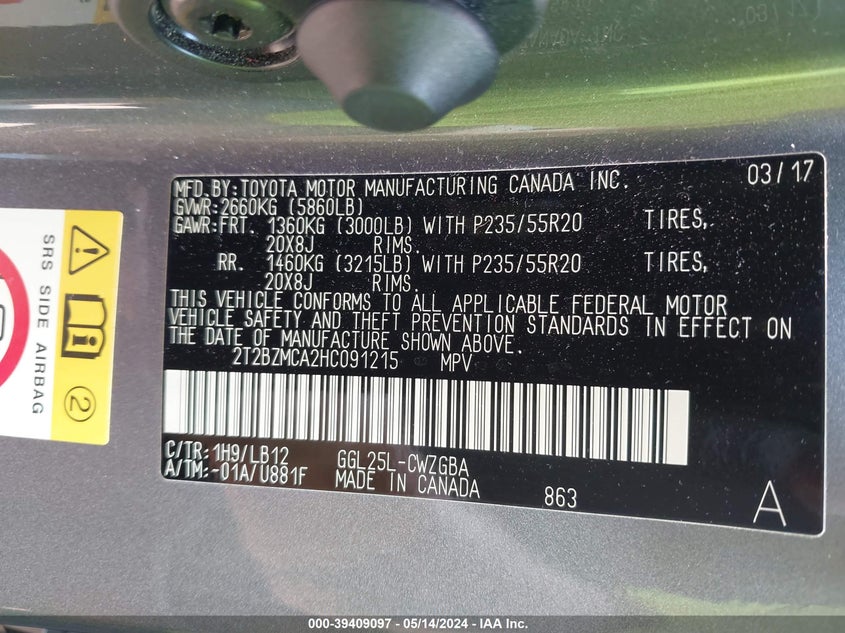 03/17
MFD.BY:TOYOTA MOTOR MANUFACTURING CANADA INC.
GVWR:2660KG (5860LB)
GAWR:FRT. 1360KG (3000LB) WITH P235/55R20 TIRES,
20X8J RIMS.
RR. 1460KG (3215LB) WITH P235/55R20 TIRES,
20X8J RIMS.
THIS VEHICLE CONFORMS TO ALL APPLICABLE FEDERAL MOTOR
VEHICLE SAFETY AND THEFT PREVENTION STANDARDS IN EFFECT ON
THE DATE OF MANUFACTURE SHOWN ABOVE.
2T2BZMCA2HC091215 MPV
C/TR:1H9/LB12 GGL25L-CWZGBA
A/TM:-01A/U881F MADE IN CANADA 863
A
SRS SIDE AIRBAG
2
000-39409097 - 05/14/2024 - IAA Inc.